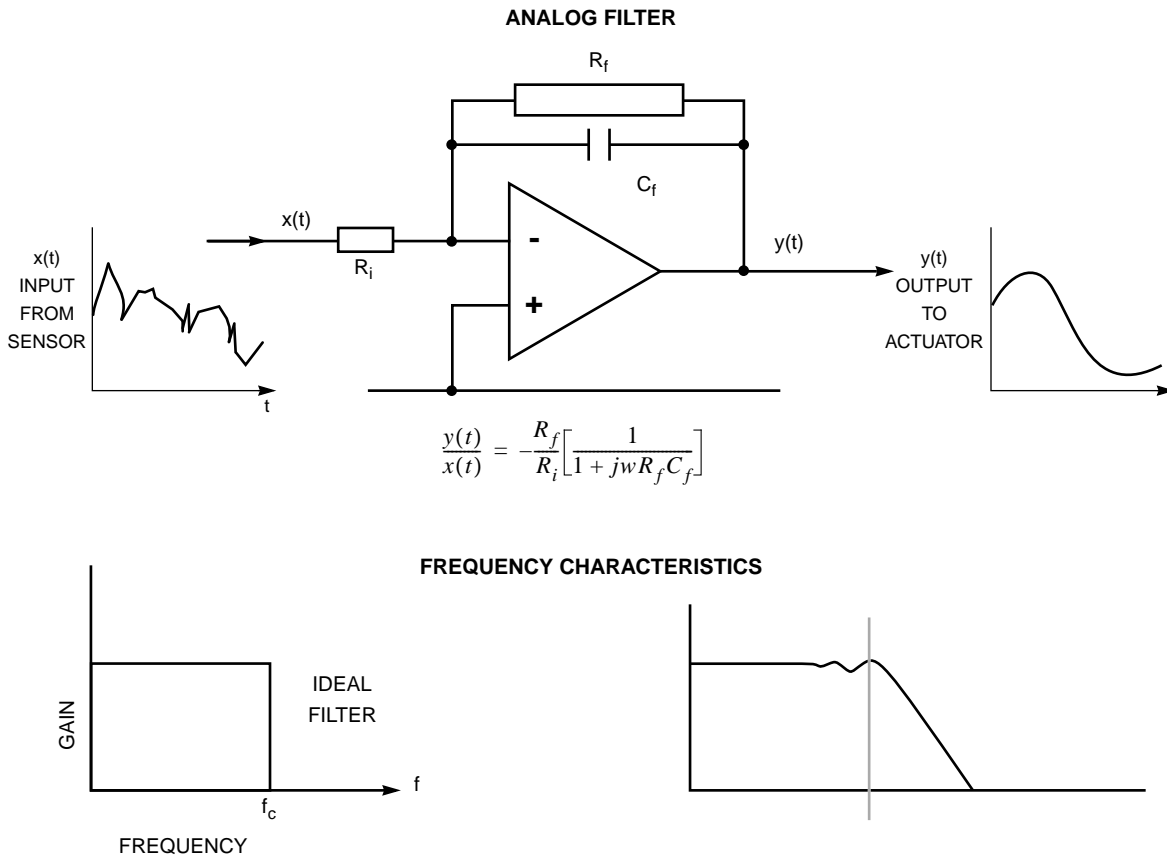 ANALOG FILTER
R_f
C_f
x(t)
R_i
-
+
y(t)
x(t)
INPUT
FROM
SENSOR
t
y(t)
OUTPUT
TO
ACTUATOR
y(t)/x(t) = -R_f/R_i[1/(1 + jwR_fC_f)]
FREQUENCY CHARACTERISTICS
GAIN
IDEAL
FILTER
f
f_c
FREQUENCY